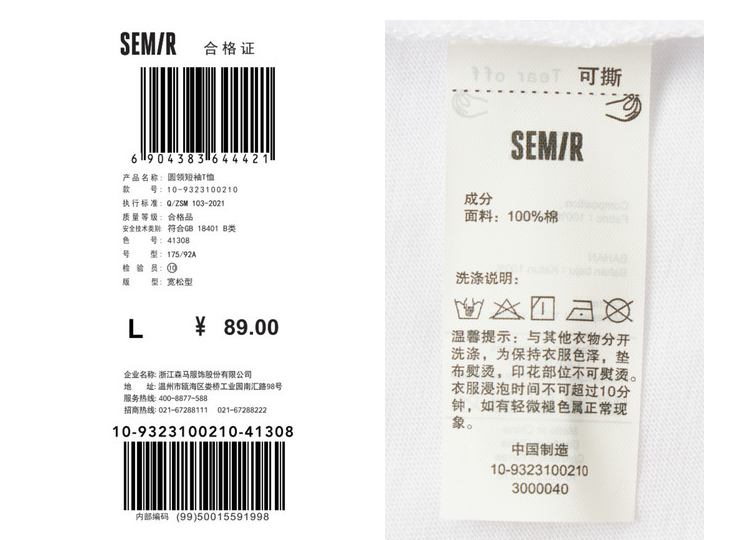 SEMIR 合格证
6 904383 644421
产品名称: 圆领短袖T恤
款 号: 10-9323100210
执行标准: Q/ZSM 103-2021
质量等级: 合格品
安全技术类别: 符合GB 18401 B类
色 号: 41308
号 型: 175/92A
检 验 员: ⑩
版 型: 宽松型
L ¥ 89.00
企业名称: 浙江森马服饰股份有限公司
地 址: 温州市瓯海区娄桥工业园南汇路98号
服务热线: 400-8877-588
招商热线: 021-67288111 021-67288222
10-9323100210-41308
内部编码 (99)50015591998
Tear off
可撕
SEMIR
成分
面料: 100%棉
洗涤说明:
温馨提示: 与其他衣物分开
洗涤, 为保持衣服色泽, 垫
布熨烫, 印花部位不可熨烫。
衣服浸泡时间不可超过10分
钟, 如有轻微褪色属正常现
象。
中国制造
10-9323100210
3000040